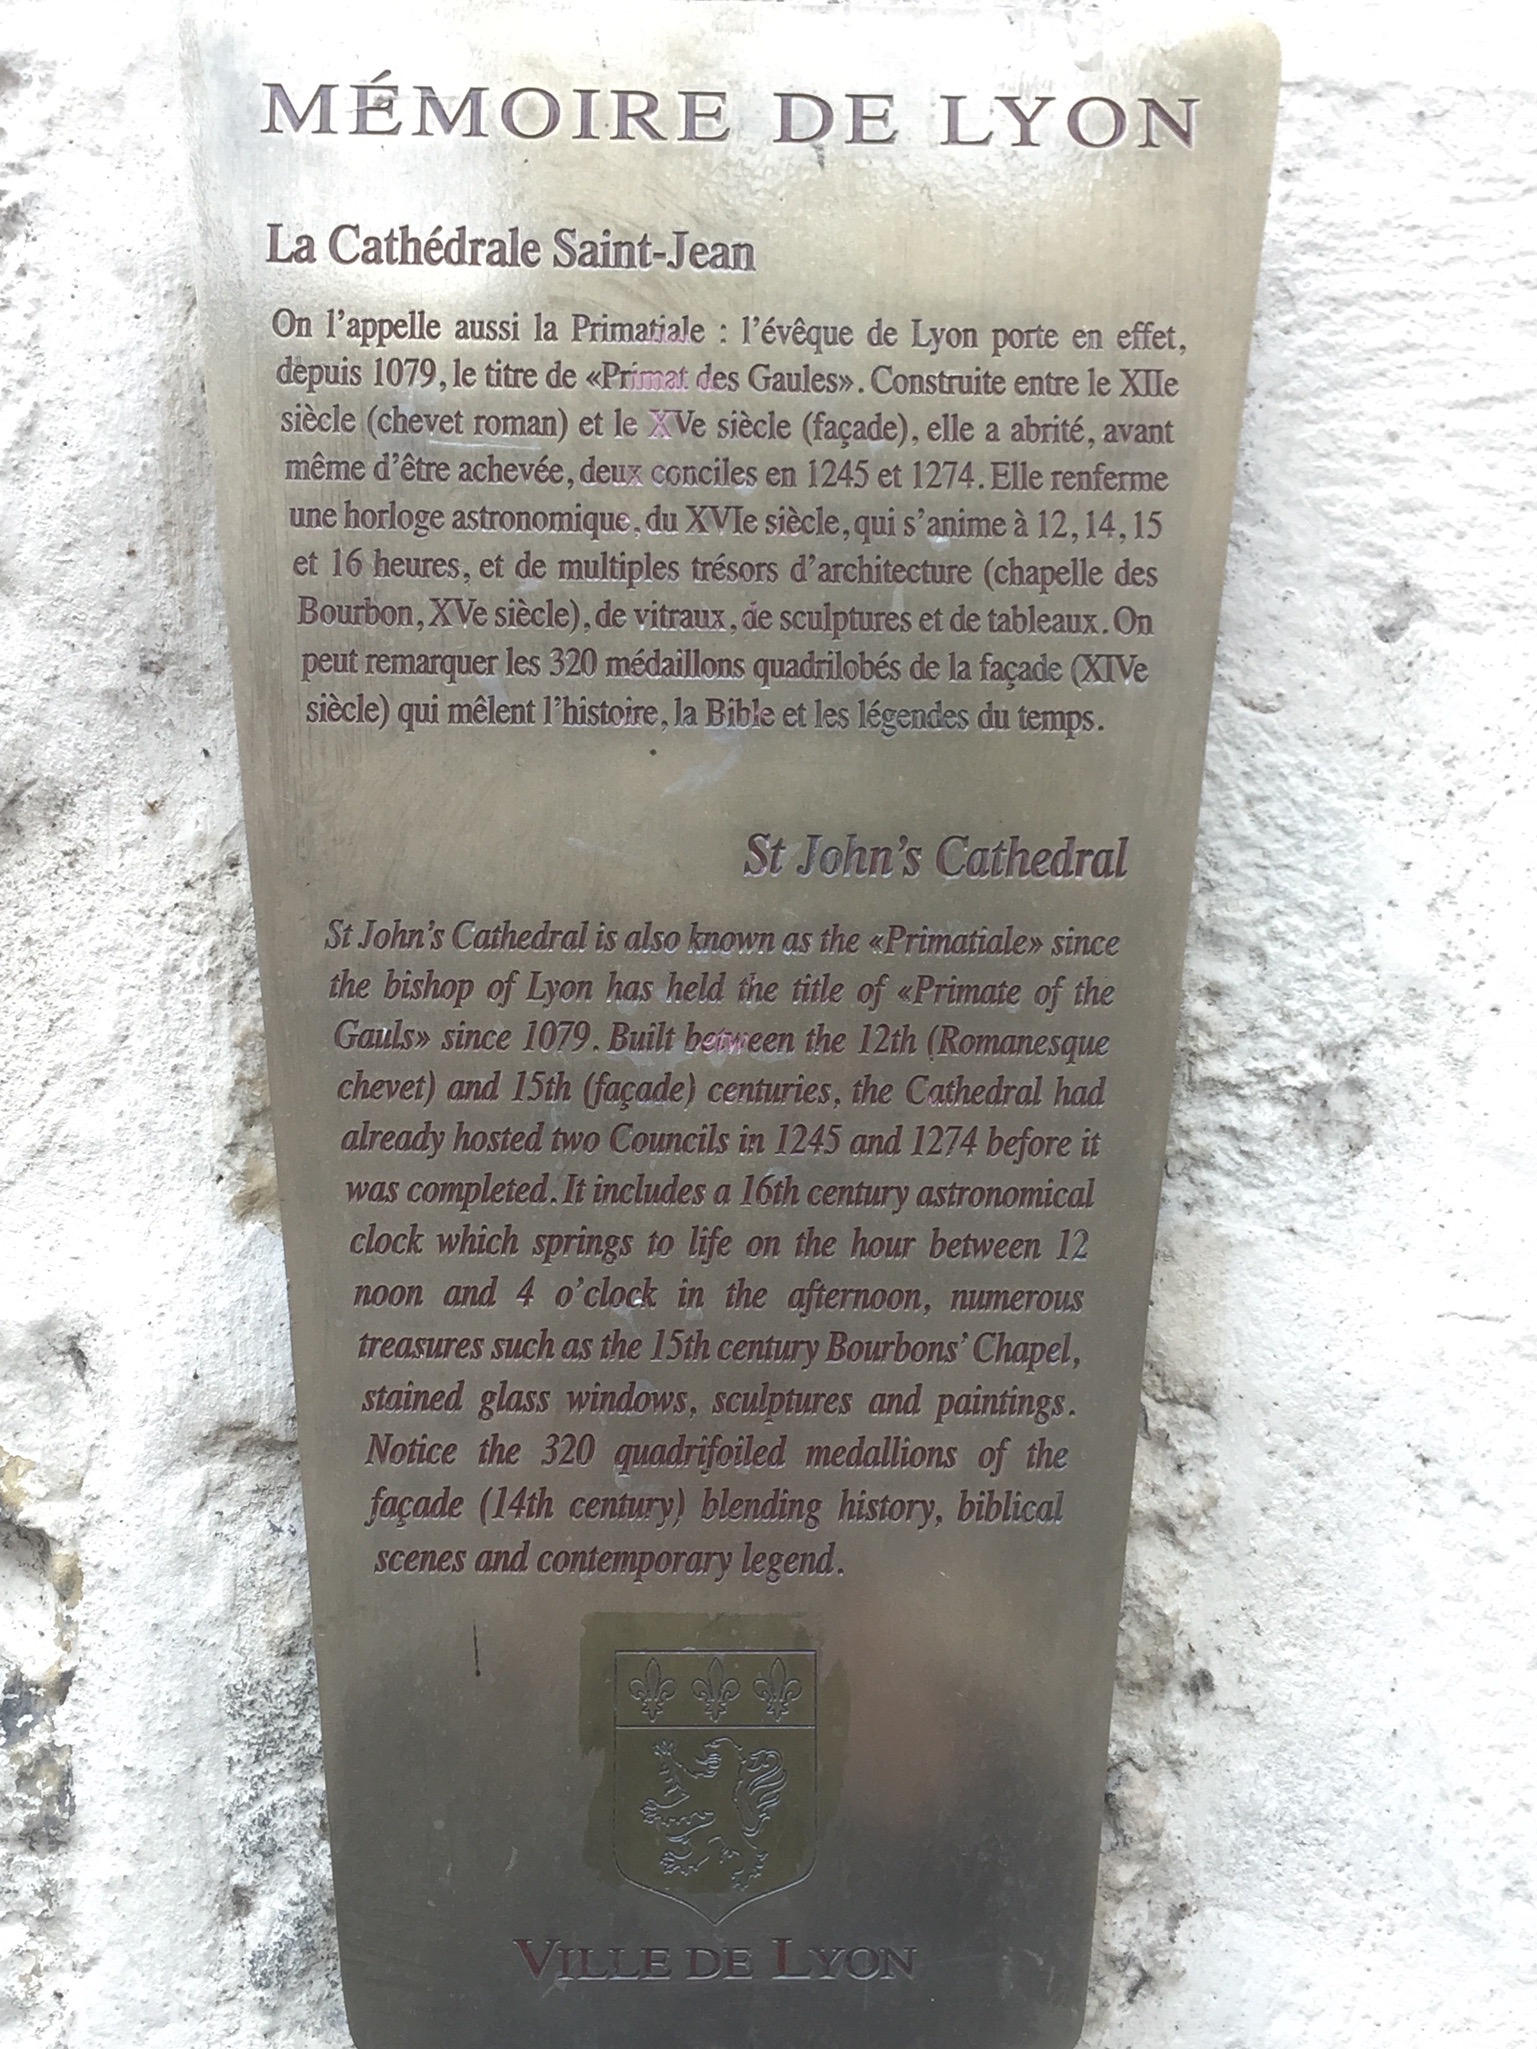 MÉMOIRE DE LYON
La Cathédrale Saint-Jean
On l'appelle aussi la Primatiale : l'évêque de Lyon porte en effet,
depuis 1079, le titre de «Primat des Gaules». Construite entre le XIIe
siècle (chevet roman) et le XVe siècle (façade), elle a abrité, avant
même d'être achevée, deux conciles en 1245 et 1274. Elle renferme
une horloge astronomique, du XVIe siècle, qui s'anime à 12, 14, 15
et 16 heures, et de multiples trésors d'architecture (chapelle des
Bourbon, XVe siècle), de vitraux, de sculptures et de tableaux. On
peut remarquer les 320 médaillons quadrilobés de la façade (XIVe
siècle) qui mêlent l'histoire, la Bible et les légendes du temps.
St John's Cathedral
St John's Cathedral is also known as the «Primatiale» since
the bishop of Lyon has held the title of «Primate of the
Gauls» since 1079. Built between the 12th (Romanesque
chevet) and 15th (façade) centuries, the Cathedral had
already hosted two Councils in 1245 and 1274 before it
was completed. It includes a 16th century astronomical
clock which springs to life on the hour between 12
noon and 4 o'clock in the afternoon, numerous
treasures such as the 15th century Bourbons' Chapel,
stained glass windows, sculptures and paintings.
Notice the 320 quadrifoiled medallions of the
façade (14th century) blending history, biblical
scenes and contemporary legend.
VILLE DE LYON